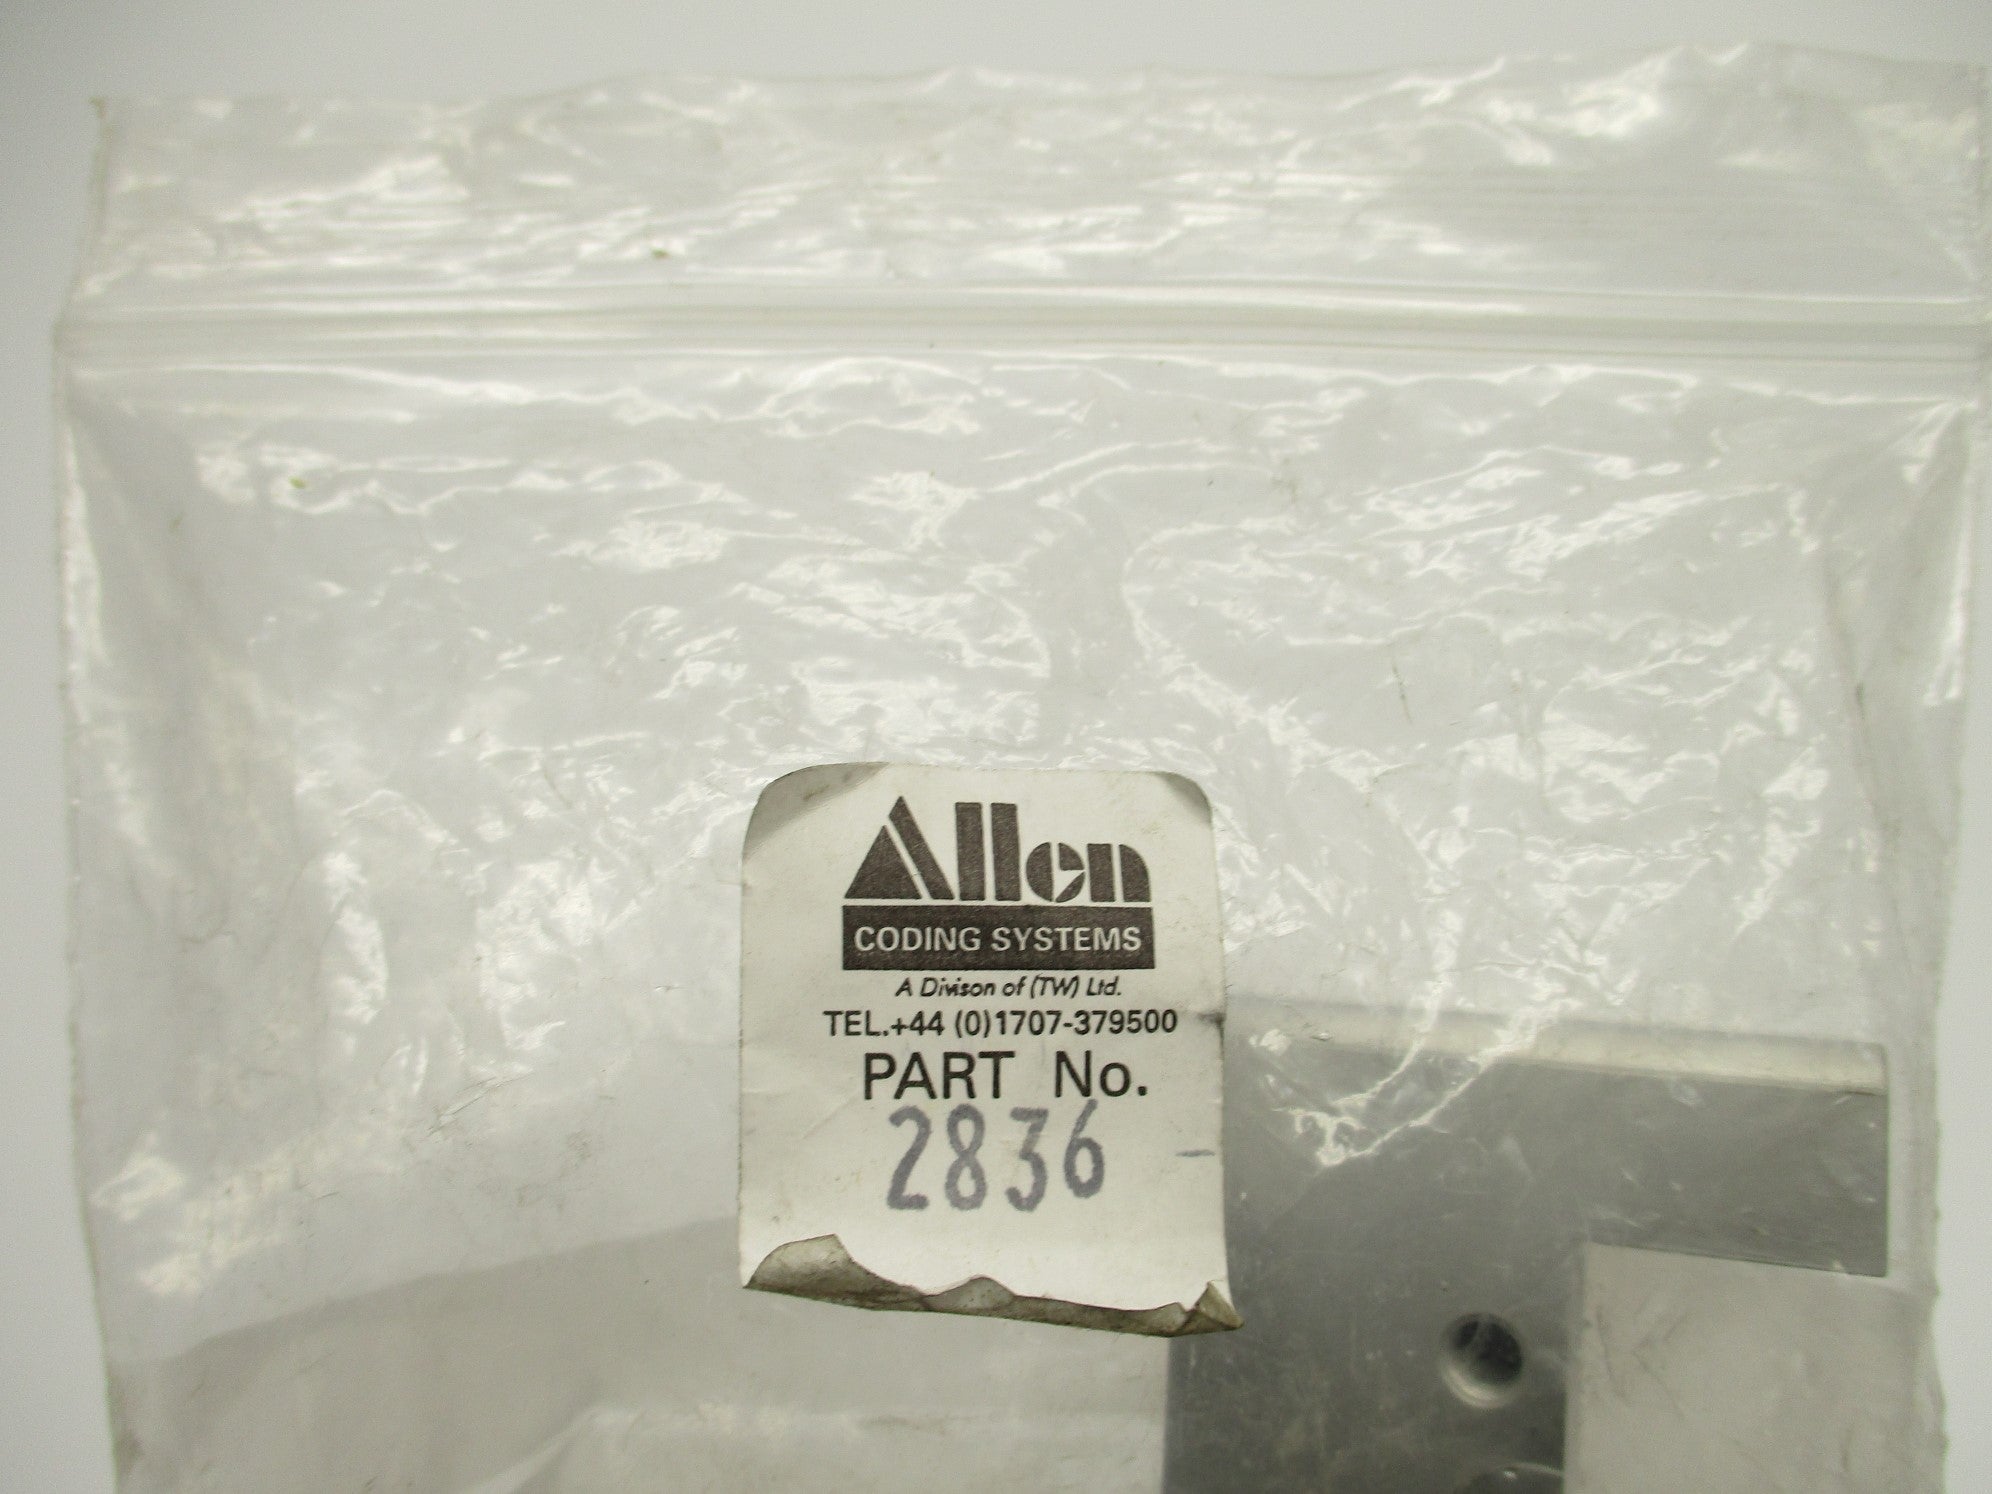 Allen
CODING SYSTEMS
A Divison of (TW) Ltd.
TEL.+44 (0)1707-379500
PART No.
2836